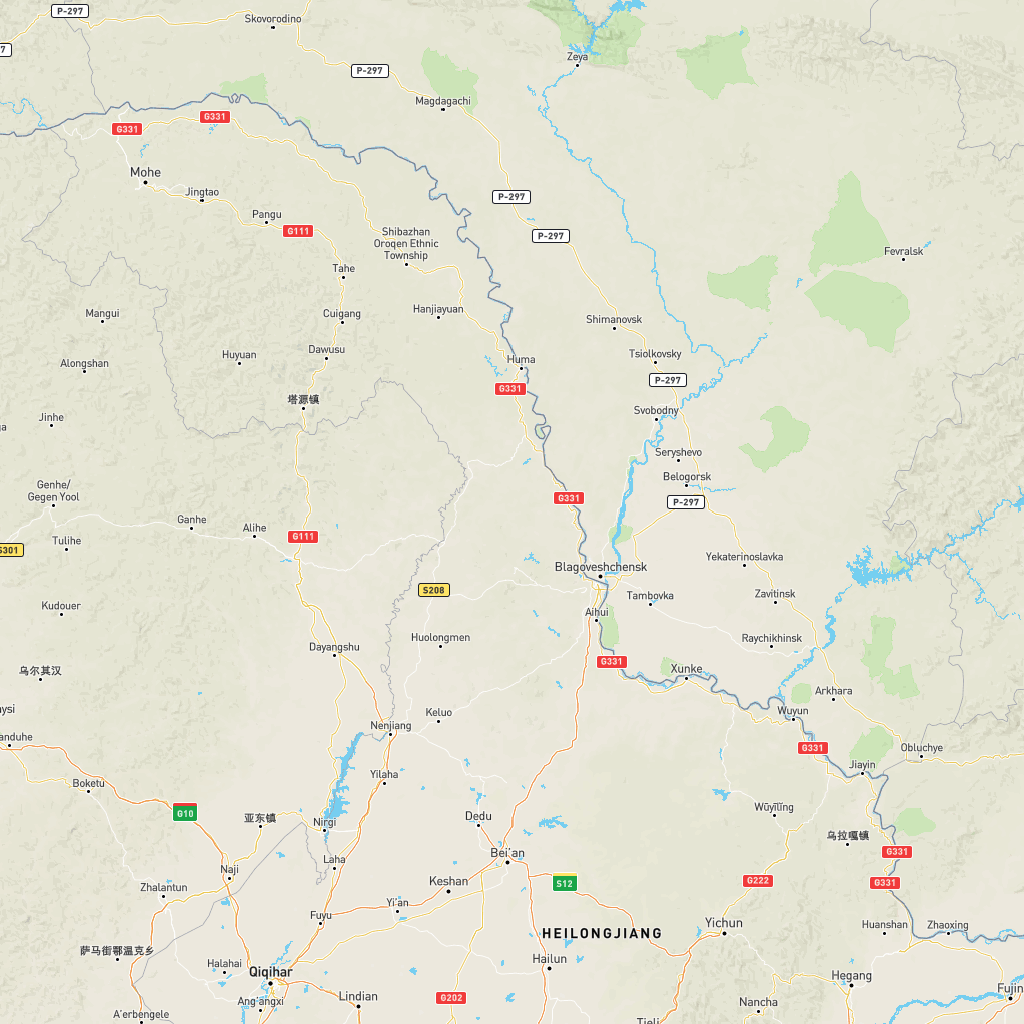 P-297
Skovorodino
7
P-297
Zeya
Magdagachi
G331
G331
Mohe
Jingtao
P-297
Pangu
G111
Shibazhan
Oroqen Ethnic
Township
P-297
Fevralsk
Tahe
Mangui
Cuigang
Hanjiayuan
Shimanovsk
Alongshan
Huyuan
Dawusu
Huma
Tsiolkovsky
P-297
G331
塔源镇
Jinhe
Svobodny
Seryshevo
Genhe/
Gegen Yool
Belogorsk
G331
P-297
Ganhe
Alihe
G111
S301
Tulihe
Yekaterinoslavka
Blagoveshchensk
S208
Kudouer
Tambovka
Zavitinsk
Aihui
Dayangshu
Huolongmen
Raychikhinsk
G331
乌尔其汉
Xunke
Arkhara
aysi
Keluo
Wuyun
Nenjiang
anduhe
G331
Obluchye
Boketu
Yilaha
Jiayin
G10
亚东镇
Nirgi
Dedu
Wūyīlǐng
乌拉嘎镇
Laha
Bei'an
G331
Naji
Zhalantun
Keshan
S12
G222
G331
Yi'an
Fuyu
Yichun
Huanshan
Zhaoxing
HEILONGJIANG
萨马街鄂温克乡
Halahai
Qiqihar
Hailun
Hegang
Ang'angxi
Lindian
G202
Nancha
Fujin
A'erbengele
Tieli